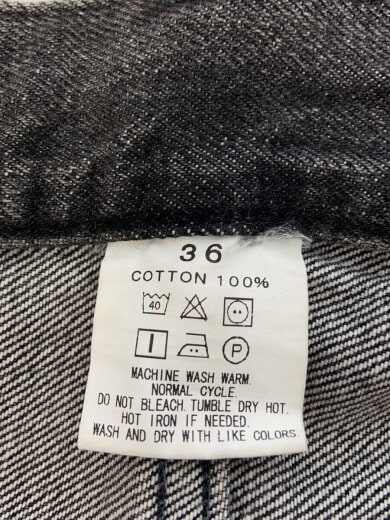 36
COTTON 100%
40
P
MACHINE WASH WARM.
NORMAL CYCLE.
DO NOT BLEACH. TUMBLE DRY HOT.
HOT IRON IF NEEDED.
WASH AND DRY WITH LIKE COLORS.